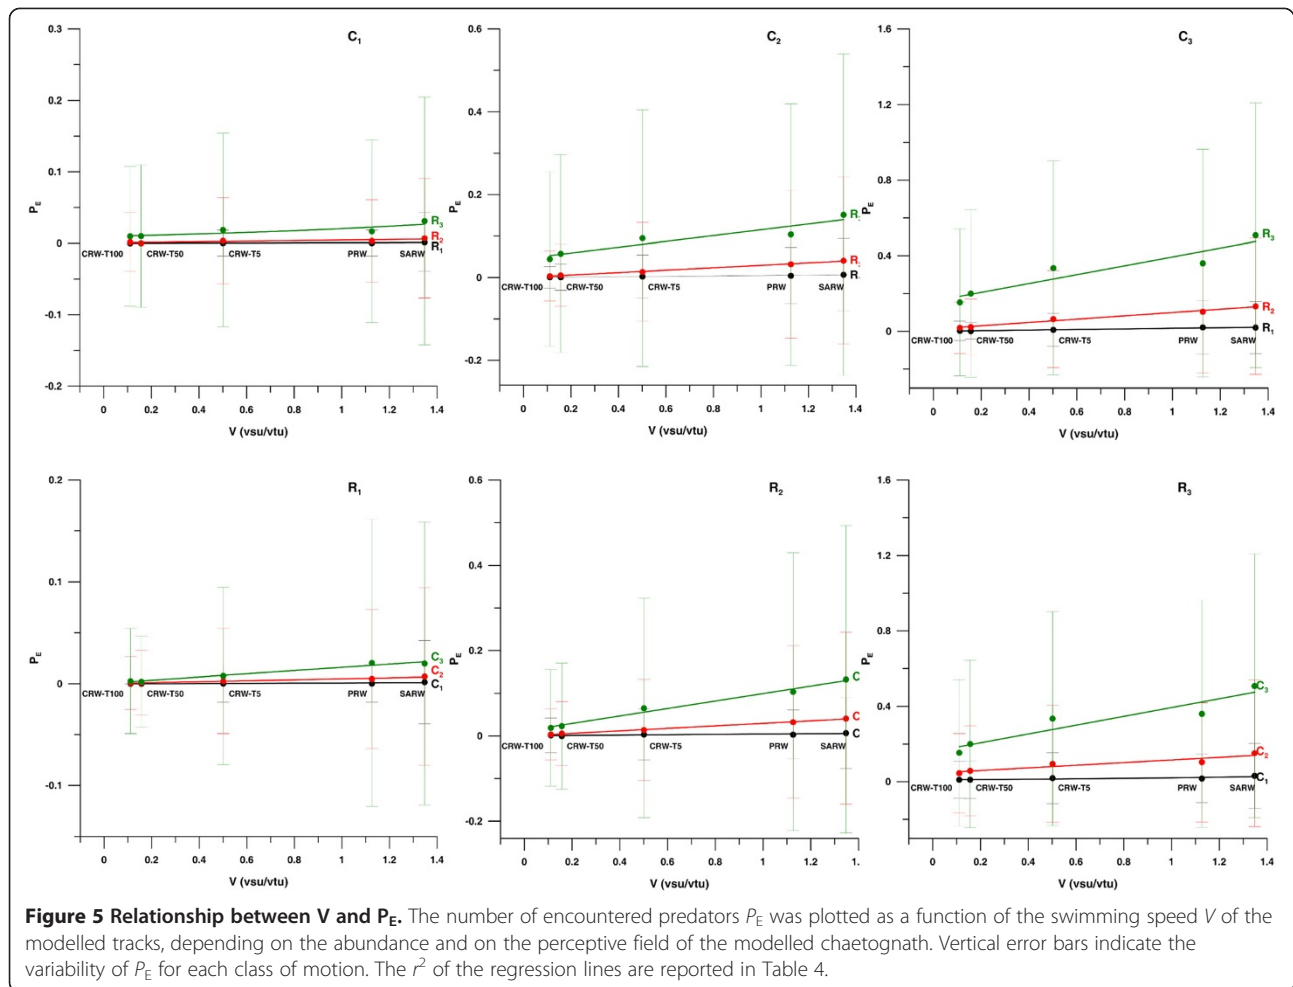 C1
0.3
0.2
0.1
0
-0.1
-0.2
PE
R3
R2
R1
CRW-T100 CRW-T50 CRW-T5 PRW SARW
0 0.2 0.4 0.6 0.8 1 1.2 1.4
V (vsu/vtu)
C2
0.6
0.4
0.2
0
-0.2
PE
R
R
R
CRW-T100 CRW-T50 CRW-T5 PRW SARW
0 0.2 0.4 0.6 0.8 1 1.2 1.4
V (vsu/vtu)
C3
1.6
1.2
0.8
0.4
0
PE
R3
R2
R1
CRW-T100 CRW-T50 CRW-T5 PRW SARW
0 0.2 0.4 0.6 0.8 1 1.2 1.4
V (vsu/vtu)
R1
0.2
0.1
0
-0.1
PE
C3
C2
C1
CRW-T100 CRW-T50 CRW-T5 PRW SARW
0 0.2 0.4 0.6 0.8 1 1.2 1.4
V (vsu/vtu)
R2
0.6
0.4
0.2
0
-0.2
PE
C
C
C
CRW-T100 CRW-T50 CRW-T5 PRW SARW
0 0.2 0.4 0.6 0.8 1 1.2 1.
V (vsu/vtu)
R3
1.6
1.2
0.8
0.4
0
PE
C3
C2
C1
CRW-T100 CRW-T50 CRW-T5 PRW SARW
0 0.2 0.4 0.6 0.8 1 1.2 1.4
V (vsu/vtu)
Figure 5 Relationship between V and PE. The number of encountered predators PE was plotted as a function of the swimming speed V of the
modelled tracks, depending on the abundance and on the perceptive field of the modelled chaetognath. Vertical error bars indicate the
variability of PE for each class of motion. The r² of the regression lines are reported in Table 4.